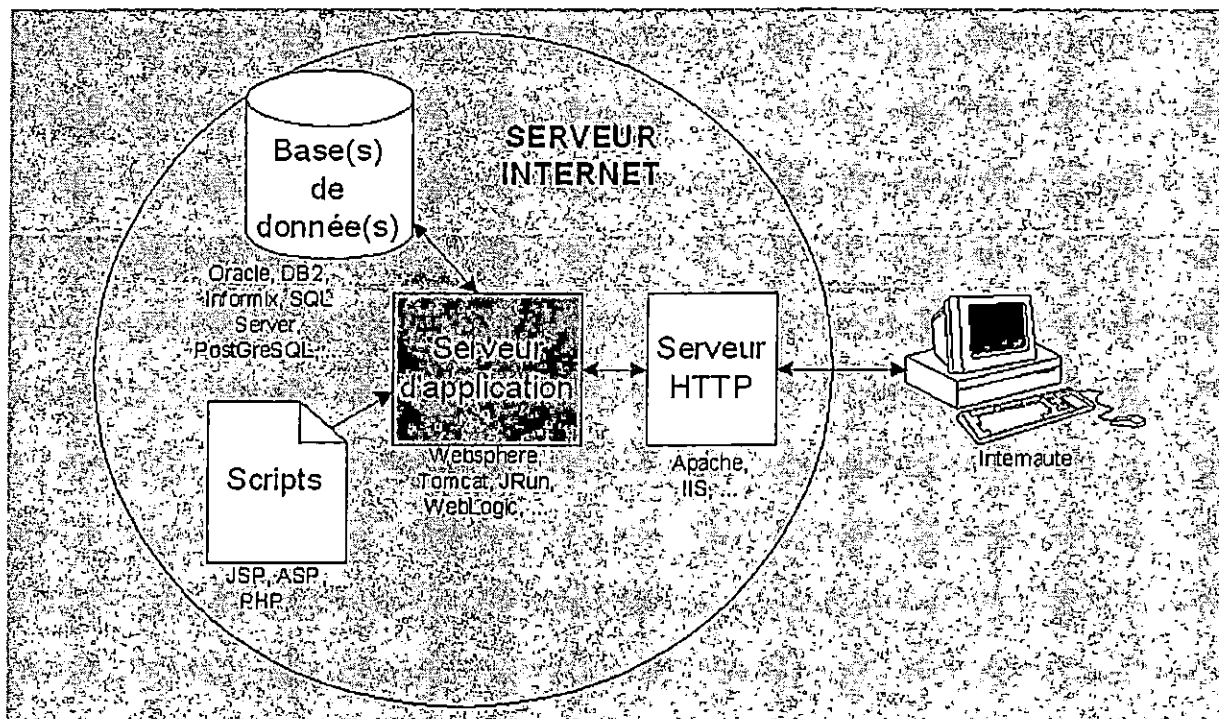 SERVEUR
INTERNET
Base(s)
de
donnée(s)
Oracle, DB2
Informix, SQL
Server,
PostGreSQL, ...
Serveur
d'application
Websphere
Tomcat, JRun,
WebLogic, ...
Serveur
HTTP
Apache,
IIS, ...
Internaute
Scripts
JSP, ASP,
PHP